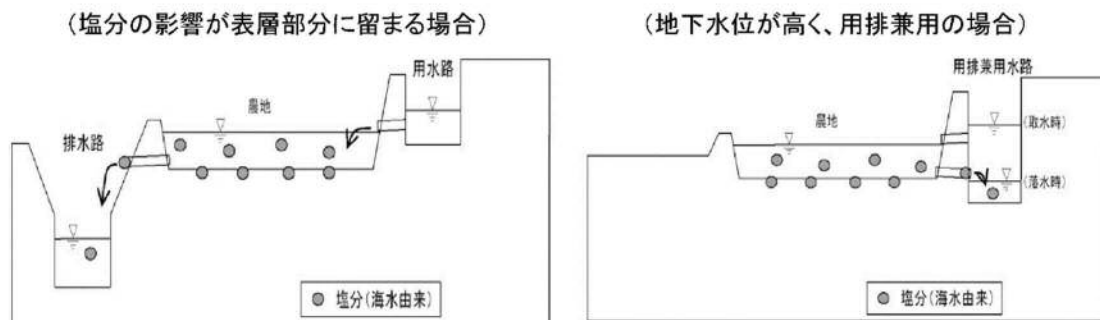 （塩分の影響が表層部分に留まる場合）
用水路
農地
排水路
塩分(海水由来)
（地下水位が高く、用排兼用の場合）
用排兼用水路
農地
(取水時)
(落水時)
塩分(海水由来)